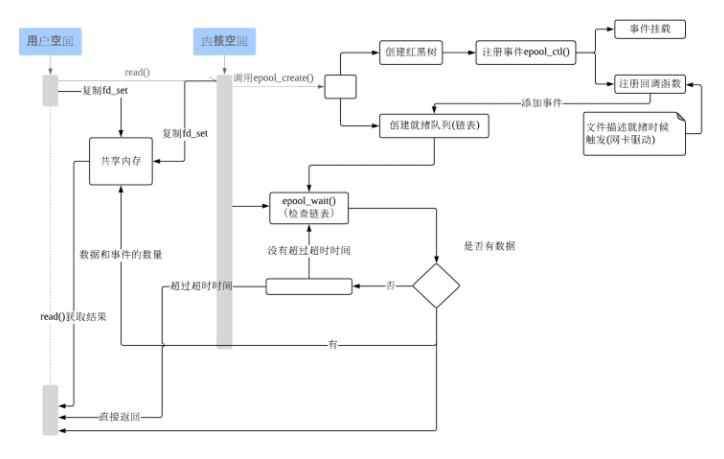 用户空间
内核空间
事件挂载
创建红黑树
注册事件epool_ctl()
read()
调用epool_create()
注册回调函数
复制fd_set
添加事件
复制fd_set
创建就绪队列(链表)
文件描述就绪时候
触发(网卡驱动)
共享内存
epool_wait()
（检查链表）
是否有数据
数据和事件的数量
没有超过超时时间
超过超时时间
否
read()获取结果
有
直接返回